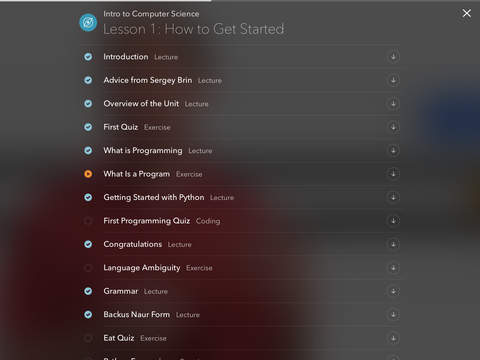 Intro to Computer Science
Lesson 1: How to Get Started
Introduction Lecture
Advice from Sergey Brin Lecture
Overview of the Unit Lecture
First Quiz Exercise
What is Programming Lecture
What Is a Program Exercise
Getting Started with Python Lecture
First Programming Quiz Coding
Congratulations Lecture
Language Ambiguity Exercise
Grammar Lecture
Backus Naur Form Lecture
Eat Quiz Exercise